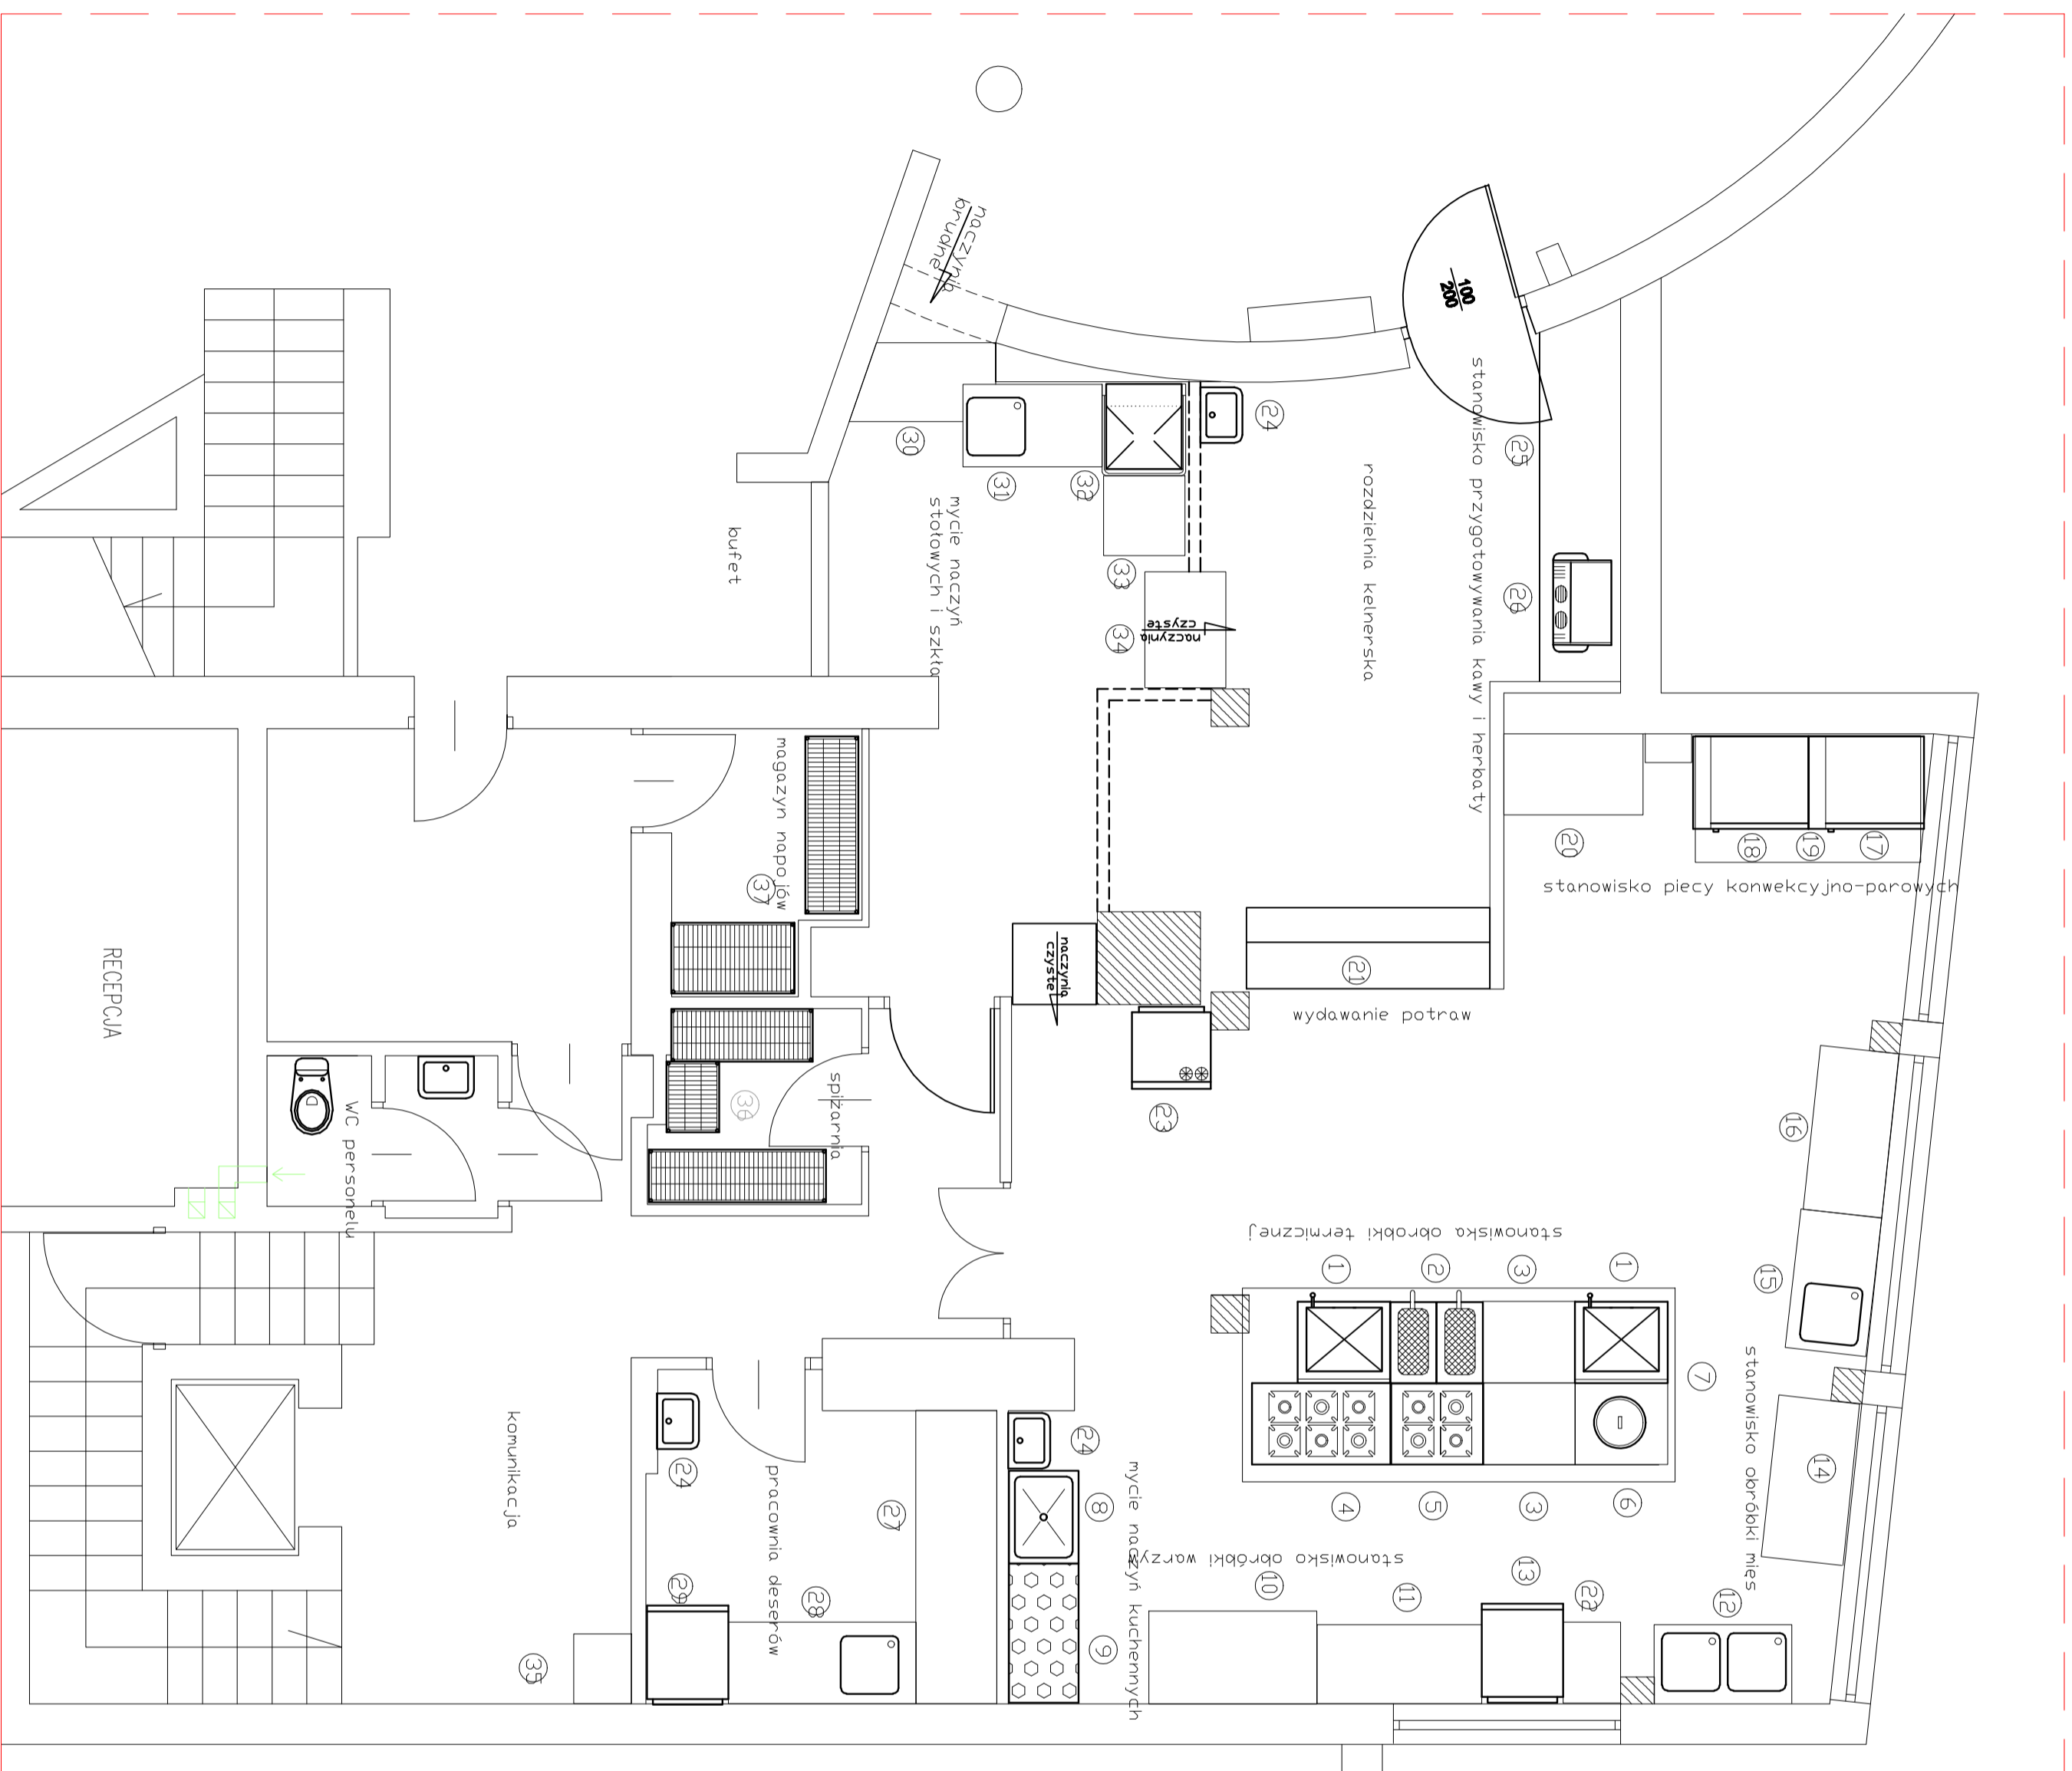 naczynia
brudne
100
200
24
25
stanowisko przygotowywania kawy i herbaty
rozdzielnia kelnerska
30
31
32
mycie naczyń
stołowych i szkła
bufet
33
26
34
naczynia
czyste
magazyn napojów
37
20
18
19
17
stanowisko piecy konwekcyjno-parowych
RECEPCJA
naczynia
czyste
21
wydawanie potraw
23
36
spiżarnia
WC personelu
16
15
stanowiska obróbki termicznej
1
2
3
1
7
stanowisko obróbki mięs
14
komunikacja
24
pracownia deserów
27
24
8
mycie naczyń kuchennych
4
5
3
6
stanowisko obróbki warzyw
10
11
13
22
12
29
28
9
35